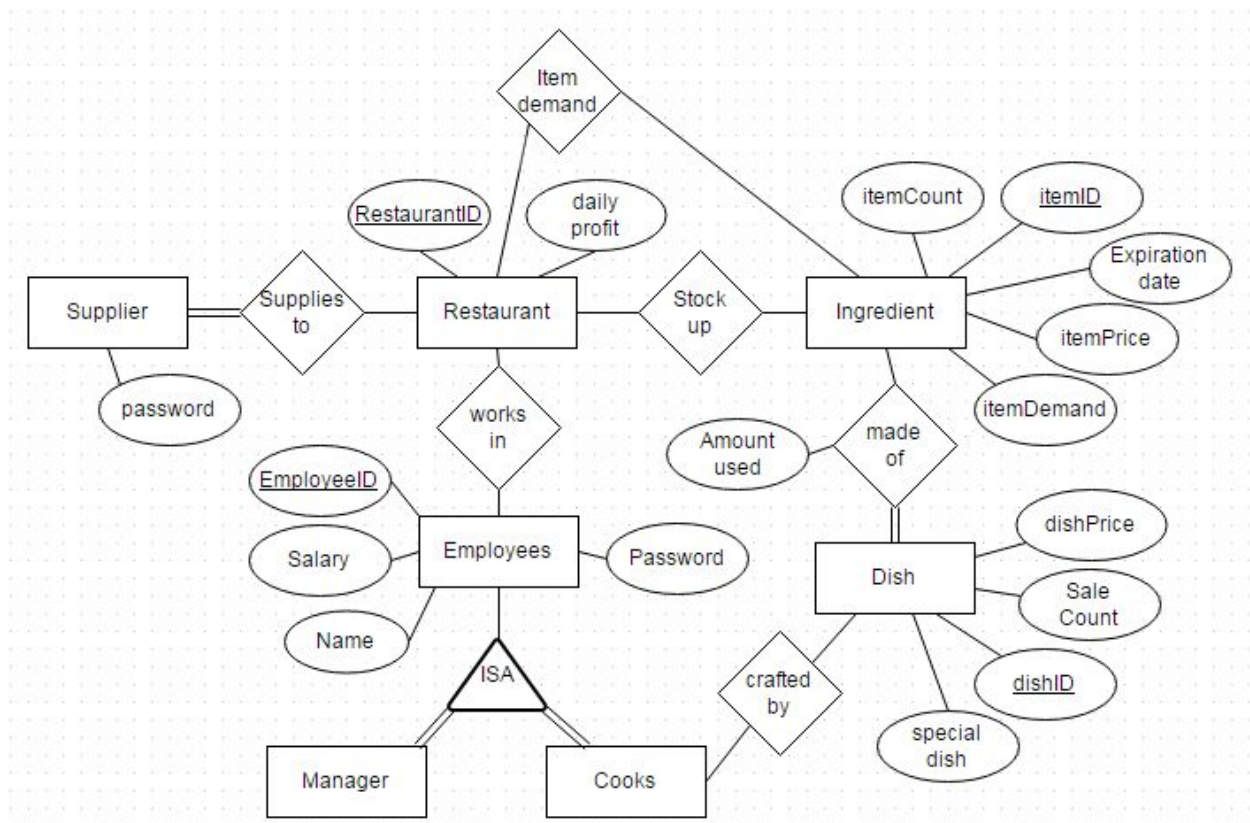 Item
demand
RestaurantID
daily
profit
itemCount
itemID
Expiration
date
Supplier
Supplies
to
Restaurant
Stock
up
Ingredient
itemPrice
password
works
in
itemDemand
Amount
used
made
of
EmployeeID
Salary
Employees
Password
Name
dishPrice
Dish
Sale
Count
ISA
crafted
by
dishID
special
dish
Manager
Cooks